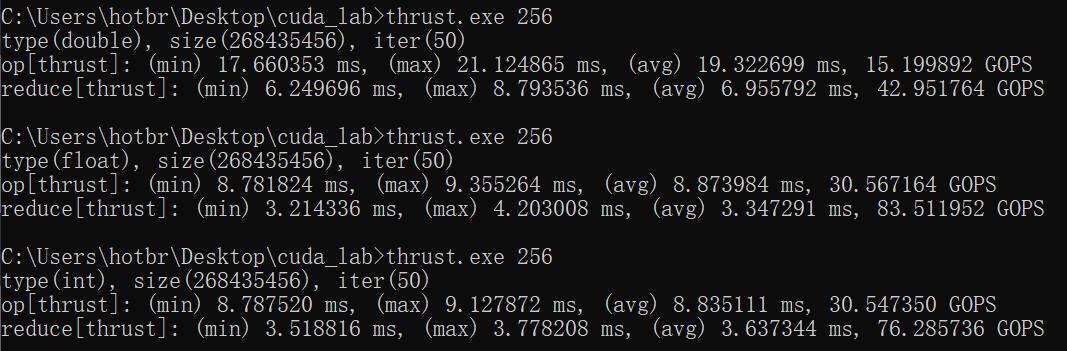 C:\Users\hotbr\Desktop\cuda_lab>thrust.exe 256
type(double), size(268435456), iter(50)
op[thrust]: (min) 17.660353 ms, (max) 21.124865 ms, (avg) 19.322699 ms, 15.199892 GOPS
reduce[thrust]: (min) 6.249696 ms, (max) 8.793536 ms, (avg) 6.955792 ms, 42.951764 GOPS
C:\Users\hotbr\Desktop\cuda_lab>thrust.exe 256
type(float), size(268435456), iter(50)
op[thrust]: (min) 8.781824 ms, (max) 9.355264 ms, (avg) 8.873984 ms, 30.567164 GOPS
reduce[thrust]: (min) 3.214336 ms, (max) 4.203008 ms, (avg) 3.347291 ms, 83.511952 GOPS
C:\Users\hotbr\Desktop\cuda_lab>thrust.exe 256
type(int), size(268435456), iter(50)
op[thrust]: (min) 8.787520 ms, (max) 9.127872 ms, (avg) 8.835111 ms, 30.547350 GOPS
reduce[thrust]: (min) 3.518816 ms, (max) 3.778208 ms, (avg) 3.637344 ms, 76.285736 GOPS